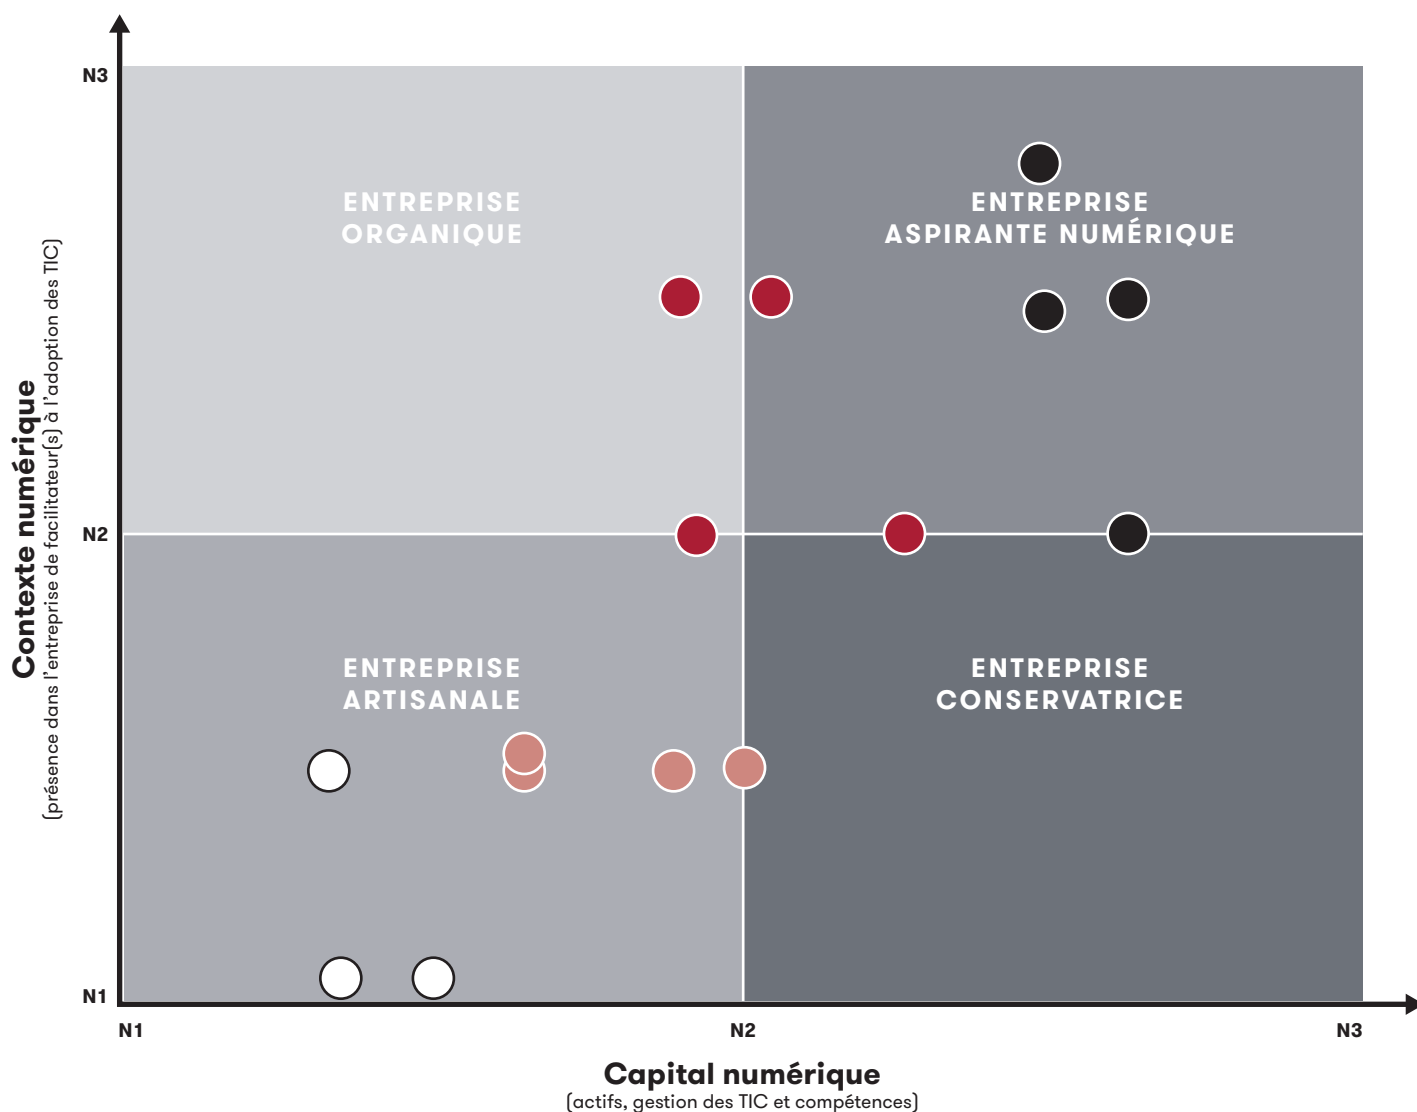 N3
ENTREPRISE
ORGANIQUE
ENTREPRISE
ASPIRANTE NUMÉRIQUE
Contexte numérique
(présence dans l'entreprise de facilitateur(s) à l'adoption des TIC)
N2
ENTREPRISE
ARTISANALE
ENTREPRISE
CONSERVATRICE
N1
N1
N2
N3
Capital numérique
(actifs, gestion des TIC et compétences)